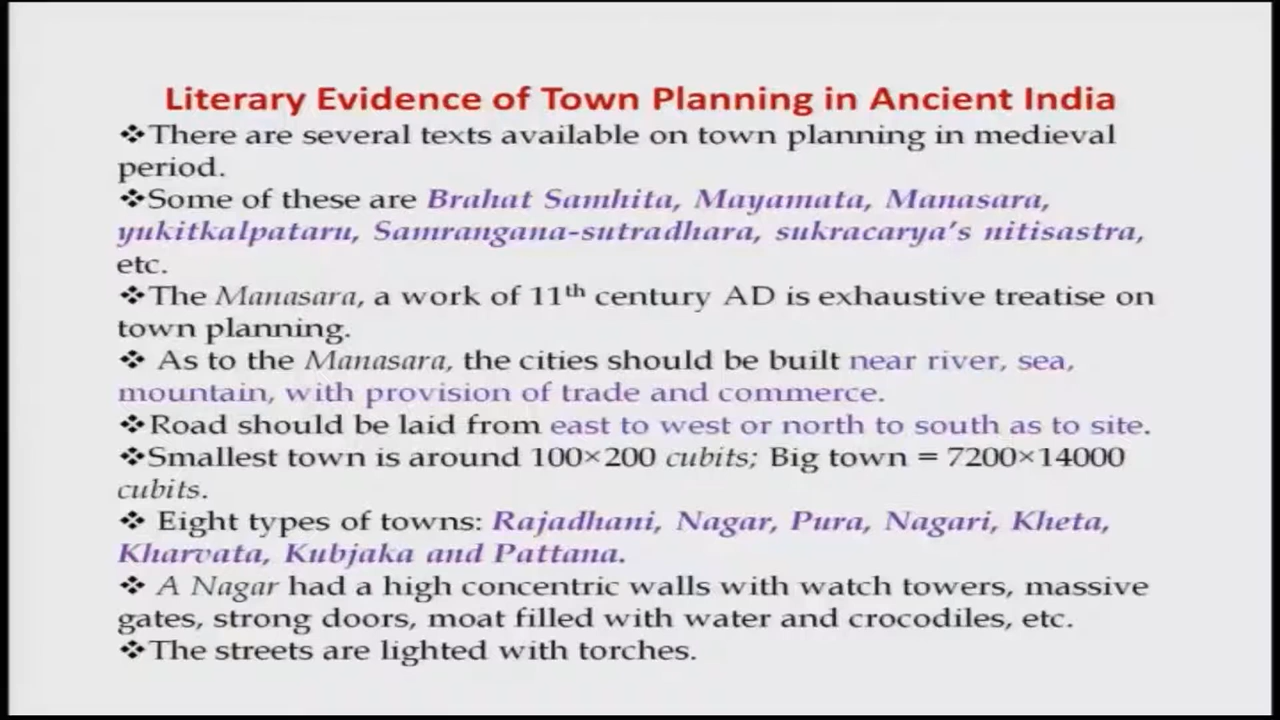 Literary Evidence of Town Planning in Ancient India
❖There are several texts available on town planning in medieval
period.
❖Some of these are Brahat Samhita, Mayamata, Manasara,
yukitkalpataru, Samrangana-sutradhara, sukracarya's nitisastra,
etc.
❖The Manasara, a work of 11th century AD is exhaustive treatise on
town planning.
❖ As to the Manasara, the cities should be built near river, sea,
mountain, with provision of trade and commerce.
❖Road should be laid from east to west or north to south as to site.
❖Smallest town is around 100×200 cubits; Big town = 7200×14000
cubits.
❖ Eight types of towns: Rajadhani, Nagar, Pura, Nagari, Kheta,
Kharvata, Kubjaka and Pattana.
❖ A Nagar had a high concentric walls with watch towers, massive
gates, strong doors, moat filled with water and crocodiles, etc.
❖The streets are lighted with torches.